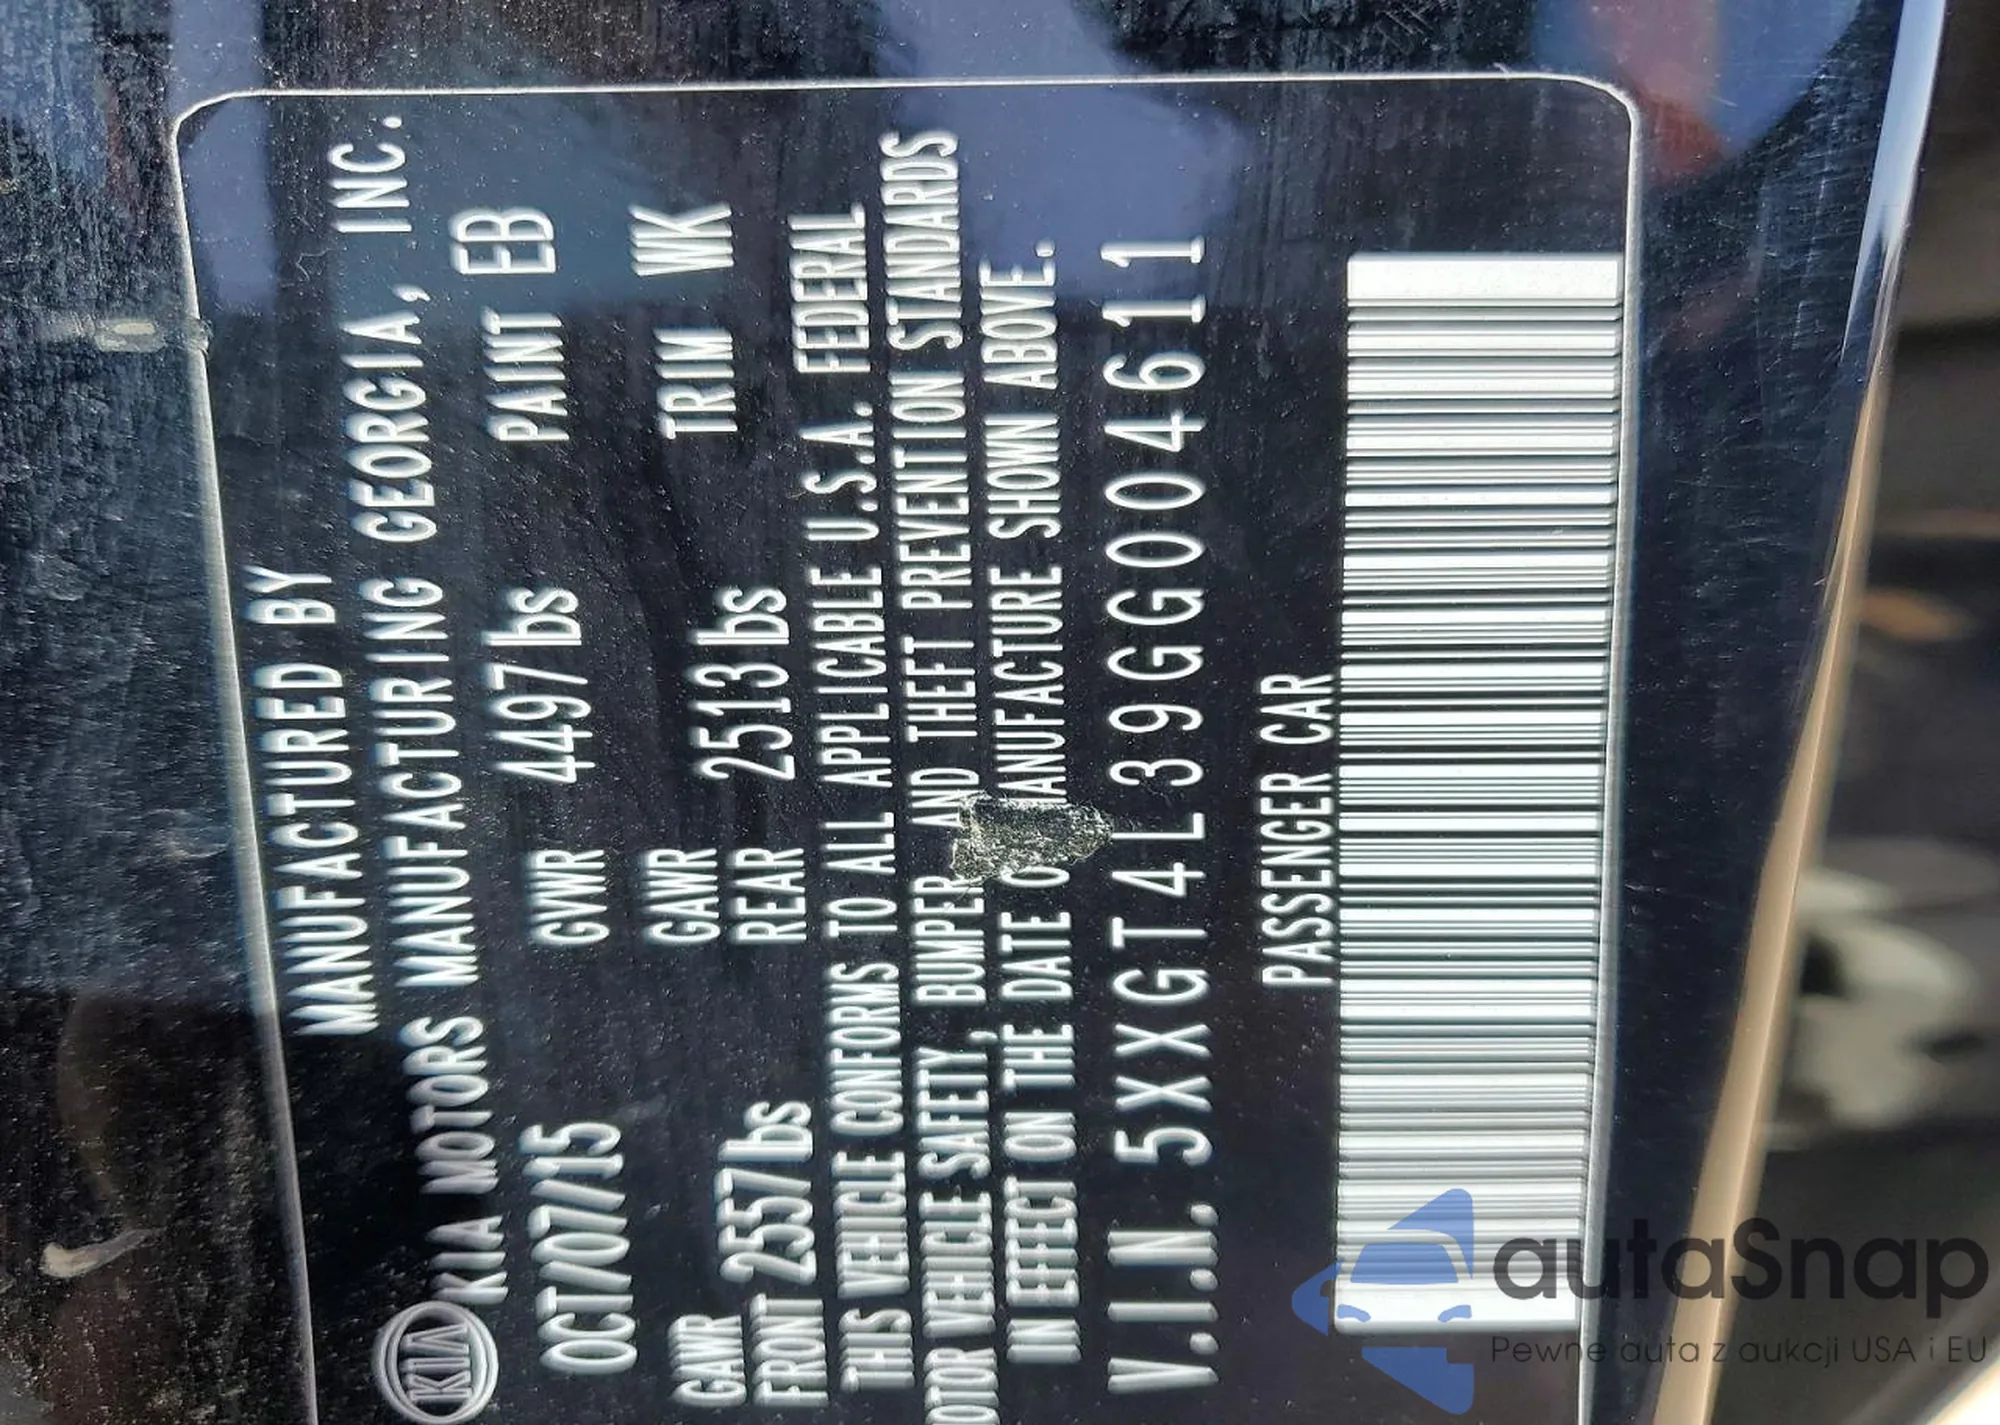 MANUFACTURED BY
KIA KIA MOTORS MANUFACTURING GEORGIA, INC.
OCT/07/15 GVWR 4497lbs PAINT EB
GAWR GAWR TRIM WK
FRONT 2557lbs REAR 2513lbs
THIS VEHICLE CONFORMS TO ALL APPLICABLE U.S.A. FEDERAL
OTOR VEHICLE SAFETY, BUMPER AND THEFT PREVENTION STANDARDS
IN EFFECT ON THE DATE O ANUFACTURE SHOWN ABOVE.
V.I.N. 5XXGT4L39GG004611
PASSENGER CAR
autaSnap
Pewne auta z aukcji USA i EU